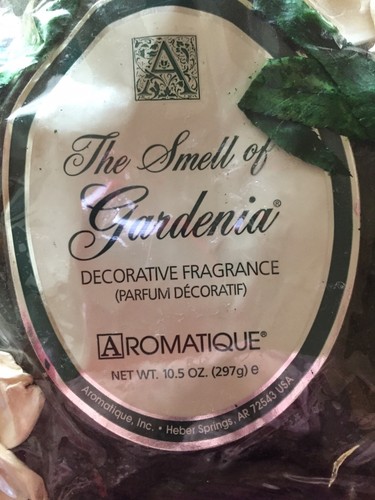 A
The Smell of
Gardenia®
DECORATIVE FRAGRANCE
(PARFUM DÉCORATIF)
AROMATIQUE®
NET WT. 10.5 OZ. (297g) e
Aromatique, Inc. • Heber Springs, AR 72543 USA